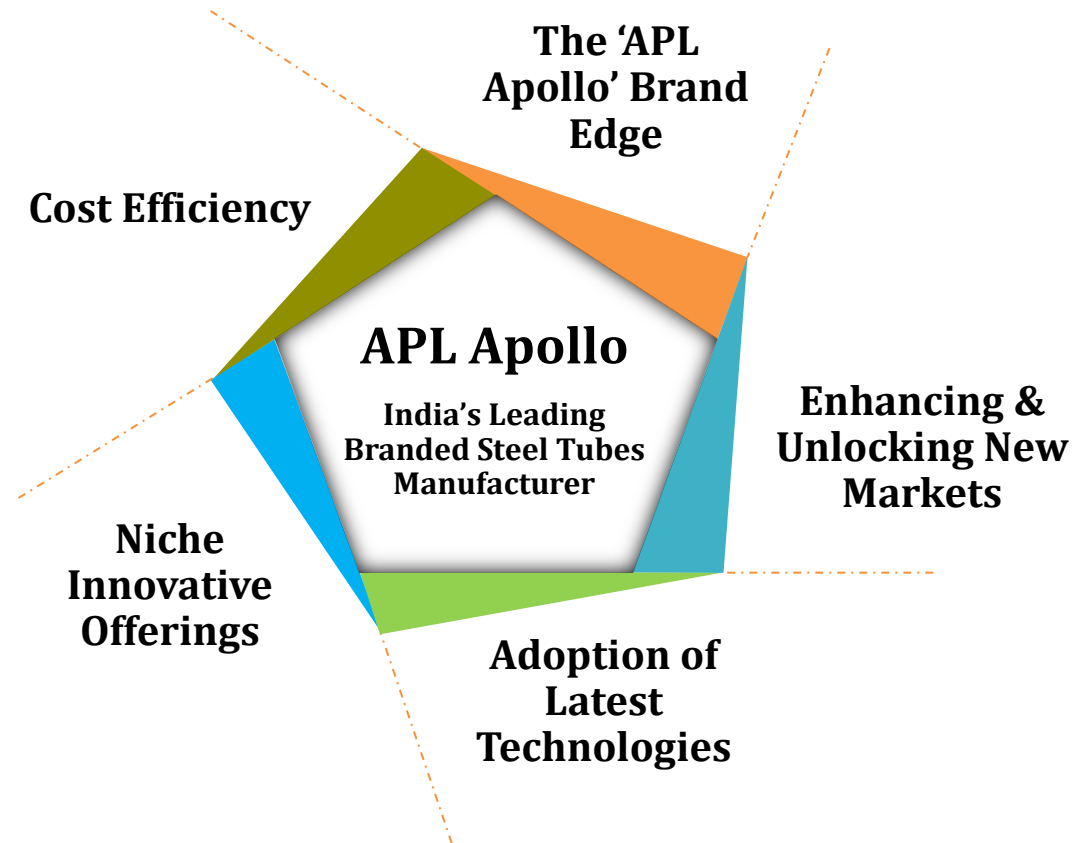 The ‘APL
Apollo’ Brand
Edge
Cost Efficiency
APL Apollo
India’s Leading
Branded Steel Tubes
Manufacturer
Enhancing &
Unlocking New
Markets
Niche
Innovative
Offerings
Adoption of
Latest
Technologies